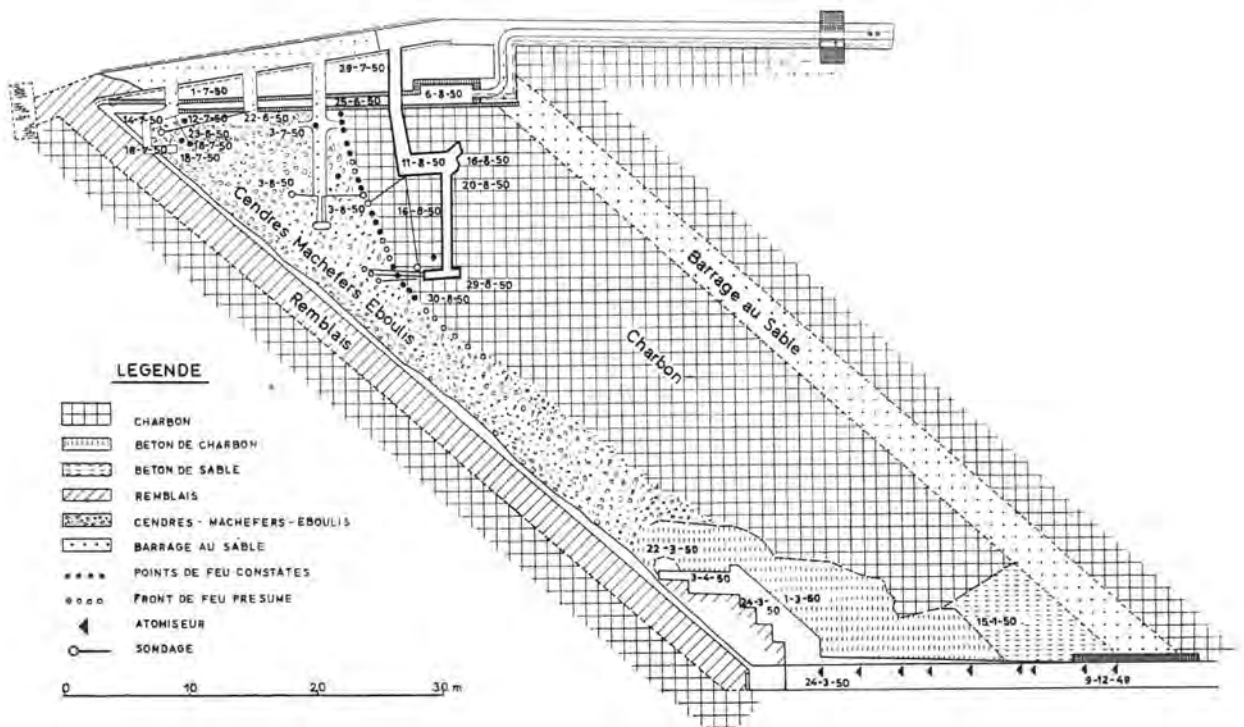 29-7-50
1-7-50
6-8-50
25-6-50
14-7-50
12-7-50
22-6-50
23-6-50
3-7-50
18-7-50
18-7-50
18-7-50
11-8-50
16-8-50
20-8-50
3-8-50
3-8-50
16-8-50
29-8-50
30-8-50
Cendres Machefers Eboulis
Remblais
Charbon
Barrage au Sable
LEGENDE
CHARBON
BETON DE CHARBON
BETON DE SABLE
REMBLAIS
CENDRES - MACHEFERS - EBOULIS
BARRAGE AU SABLE
POINTS DE FEU CONSTATES
FRONT DE FEU PRESUME
ATOMISEUR
SONDAGE
0 10 20 30 m
22-3-50
3-4-50
24-3-50
1-3-50
15-1-50
24-3-50
9-12-49